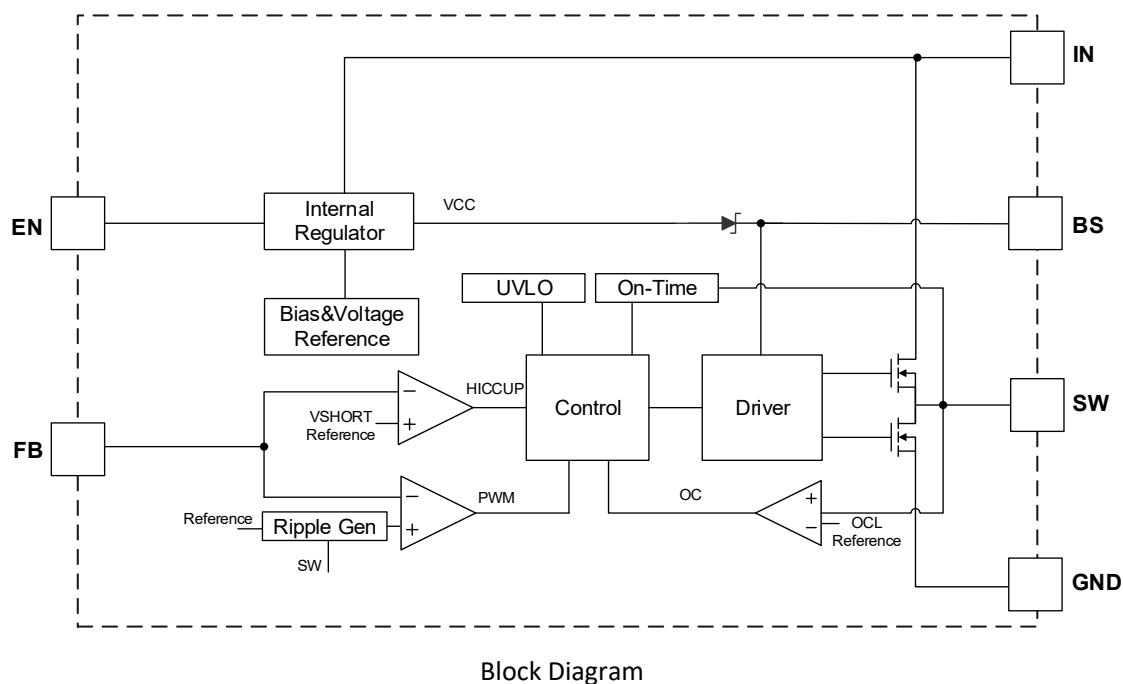 IN
EN
Internal
Regulator
VCC
BS
UVLO
On-Time
Bias&Voltage
Reference
HICCUP
VSHORT
Reference
Control
Driver
SW
FB
PWM
OC
Reference
Ripple Gen
SW
OCL
Reference
GND
Block Diagram